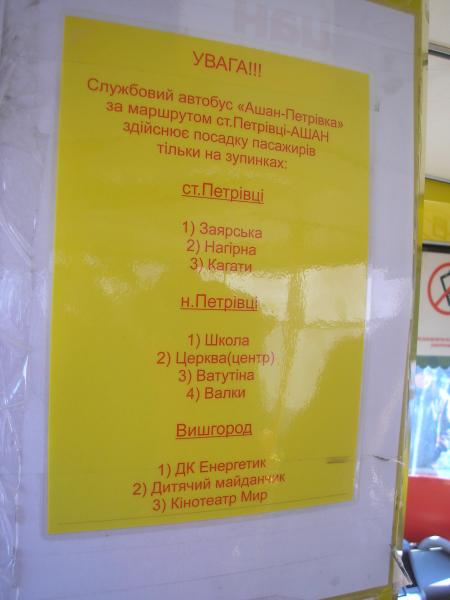 УВАГА!!!
Службовий автобус «Ашан-Петрівка»
за маршрутом ст.Петрівці-АШАН
здійснює посадку пасажирів
тільки на зупинках:
ст.Петрівці
1) Заярська
2) Нагірна
3) Кагати
н.Петрівці
1) Школа
2) Церква(центр)
3) Ватутіна
4) Валки
Вишгород
1) ДК Енергетик
2) Дитячий майданчик
3) Кінотеатр Мир